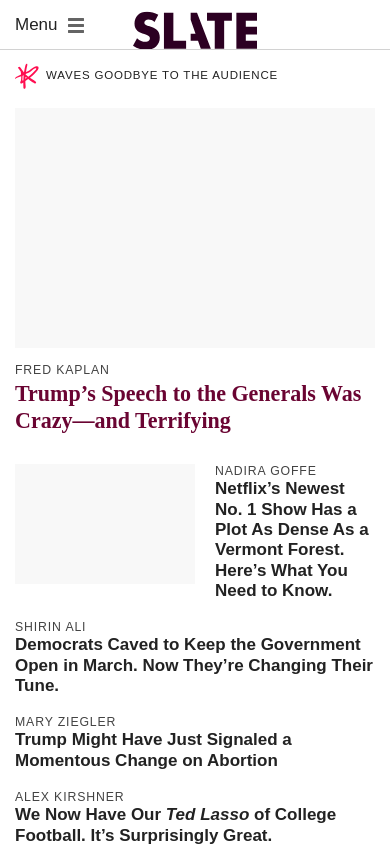 Menu
SLATE
WAVES GOODBYE TO THE AUDIENCE
FRED KAPLAN
Trump’s Speech to the Generals Was
Crazy—and Terrifying
NADIRA GOFFE
Netflix’s Newest
No. 1 Show Has a
Plot As Dense As a
Vermont Forest.
Here’s What You
Need to Know.
SHIRIN ALI
Democrats Caved to Keep the Government
Open in March. Now They’re Changing Their
Tune.
MARY ZIEGLER
Trump Might Have Just Signaled a
Momentous Change on Abortion
ALEX KIRSHNER
We Now Have Our Ted Lasso of College
Football. It’s Surprisingly Great.